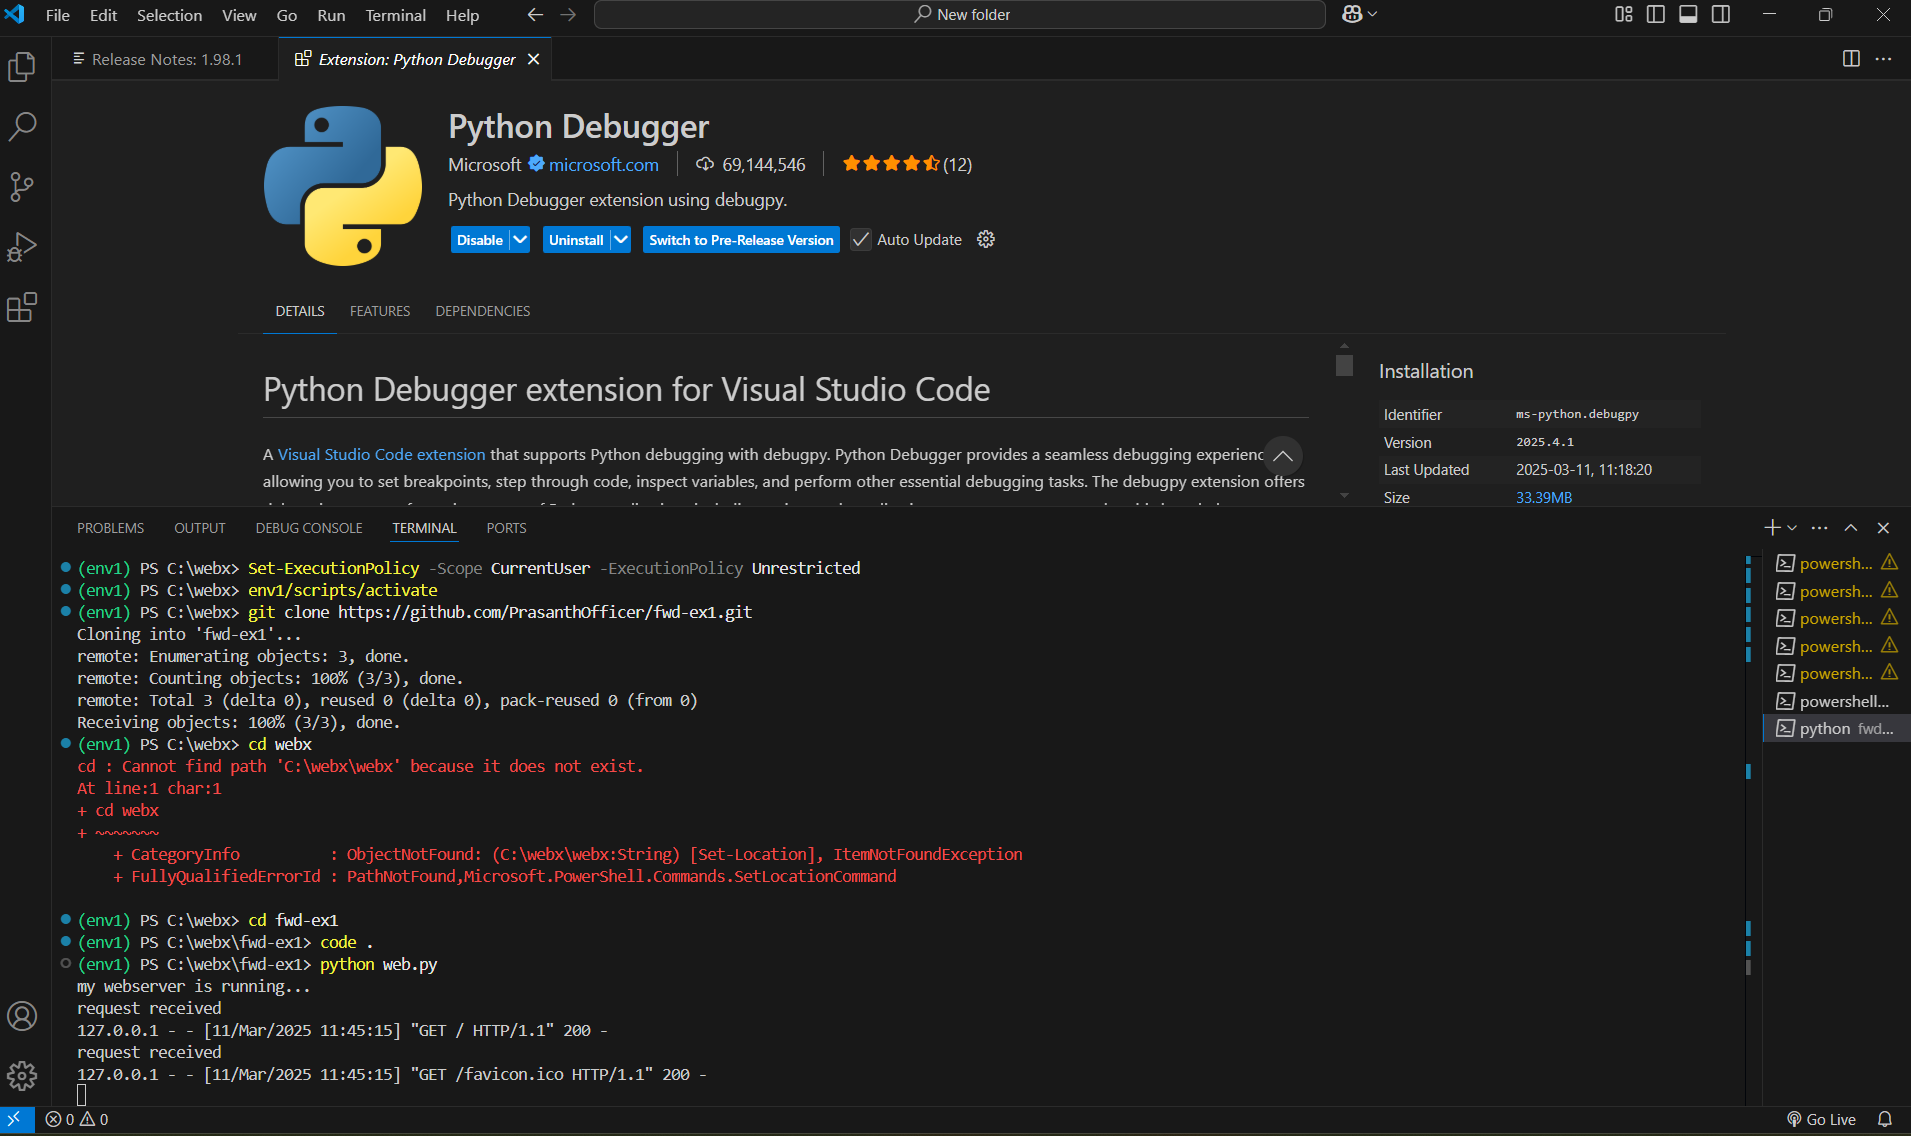 File Edit Selection View Go Run Terminal Help New folder
Release Notes: 1.98.1 Extension: Python Debugger
Python Debugger
Microsoft microsoft.com 69,144,546 (12)
Python Debugger extension using debugpy.
Disable Uninstall Switch to Pre-Release Version Auto Update
DETAILS FEATURES DEPENDENCIES
Python Debugger extension for Visual Studio Code
A Visual Studio Code extension that supports Python debugging with debugpy. Python Debugger provides a seamless debugging experienc
allowing you to set breakpoints, step through code, inspect variables, and perform other essential debugging tasks. The debugpy extension offers
Installation
Identifier ms-python.debugpy
Version 2025.4.1
Last Updated 2025-03-11, 11:18:20
Size 33.39MB
PROBLEMS OUTPUT DEBUG CONSOLE TERMINAL PORTS
(env1) PS C:\webx> Set-ExecutionPolicy -Scope CurrentUser -ExecutionPolicy Unrestricted
(env1) PS C:\webx> env1/scripts/activate
(env1) PS C:\webx> git clone https://github.com/PrasanthOfficer/fwd-ex1.git
Cloning into 'fwd-ex1'...
remote: Enumerating objects: 3, done.
remote: Counting objects: 100% (3/3), done.
remote: Total 3 (delta 0), reused 0 (delta 0), pack-reused 0 (from 0)
Receiving objects: 100% (3/3), done.
(env1) PS C:\webx> cd webx
cd : Cannot find path 'C:\webx\webx' because it does not exist.
At line:1 char:1
+ cd webx
+ ~~~~~~~
+ CategoryInfo : ObjectNotFound: (C:\webx\webx:String) [Set-Location], ItemNotFoundException
+ FullyQualifiedErrorId : PathNotFound,Microsoft.PowerShell.Commands.SetLocationCommand
(env1) PS C:\webx> cd fwd-ex1
(env1) PS C:\webx\fwd-ex1> code .
(env1) PS C:\webx\fwd-ex1> python web.py
my webserver is running...
request received
127.0.0.1 - - [11/Mar/2025 11:45:15] "GET / HTTP/1.1" 200 -
request received
127.0.0.1 - - [11/Mar/2025 11:45:15] "GET /favicon.ico HTTP/1.1" 200 -
powersh...
powersh...
powersh...
powersh...
powersh...
powershell...
python fwd...
0 0 Go Live